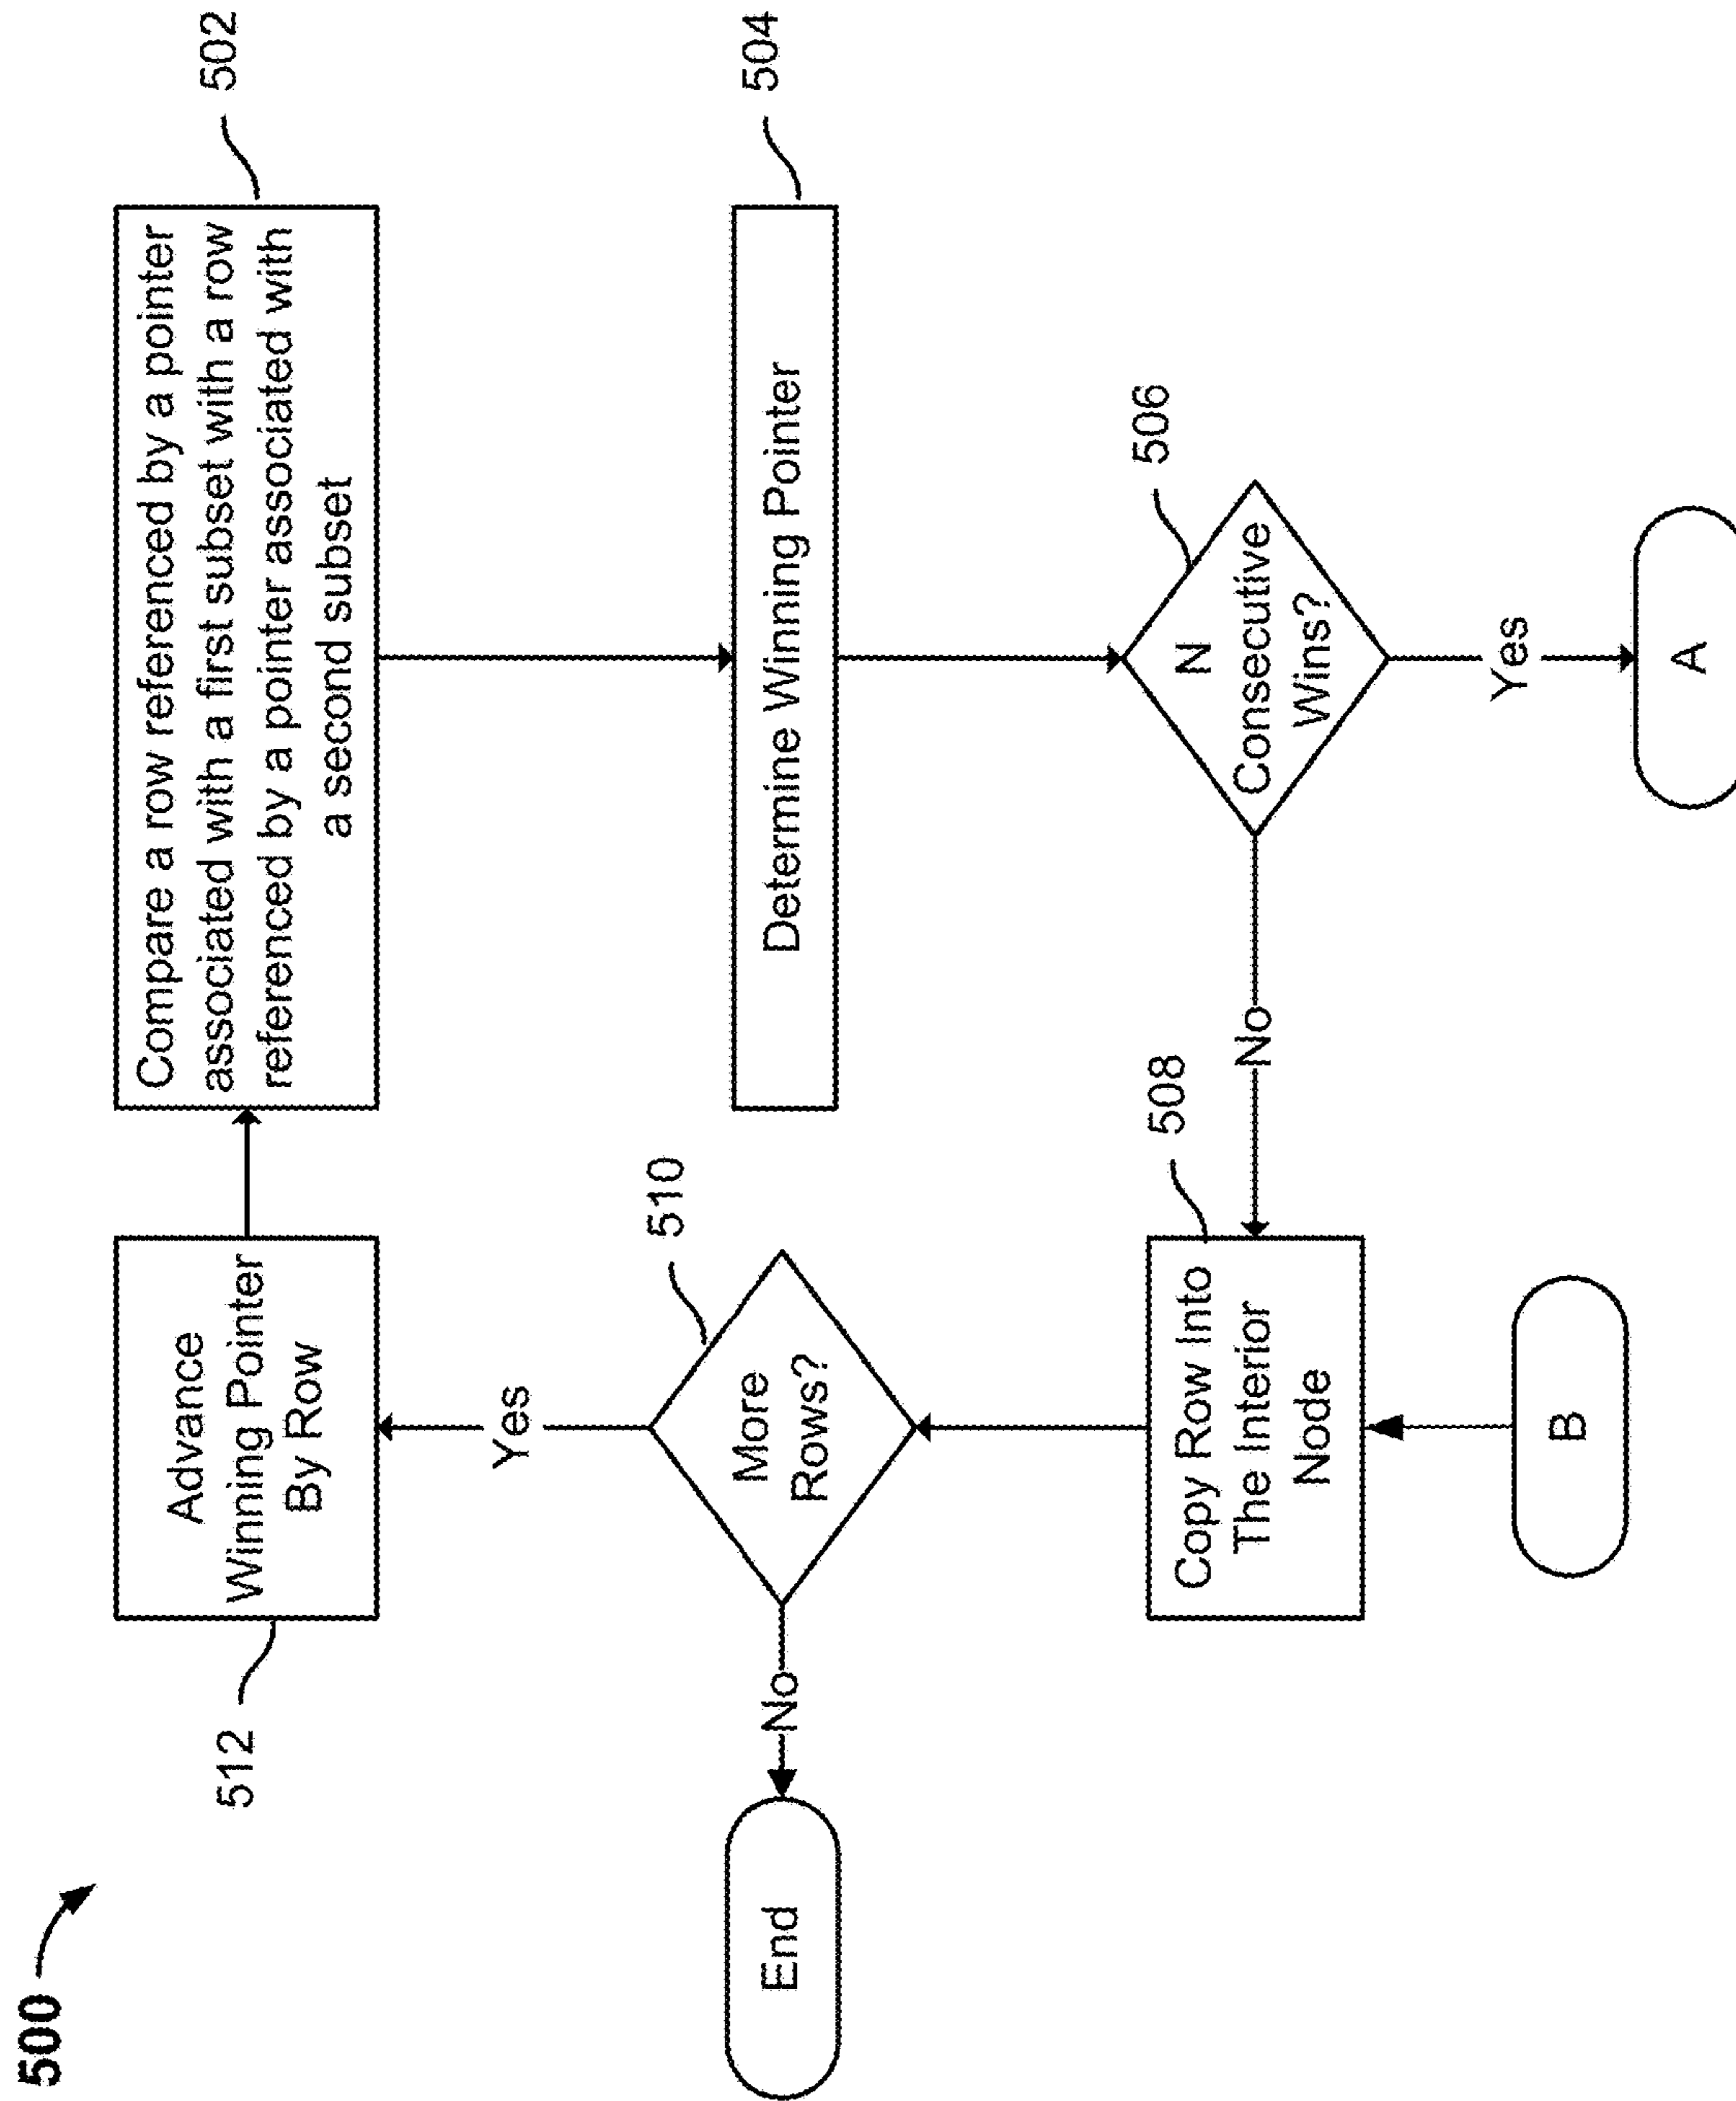 500
512
Advance
Winning Pointer
By Row
Compare a row referenced by a pointer
associated with a first subset with a row
referenced by a pointer associated with
a second subset
502
Yes
End
No
More
Rows?
510
Determine Winning Pointer
504
Copy Row Into
The Interior
Node
508
No
N
Consecutive
Wins?
506
Yes
B
A